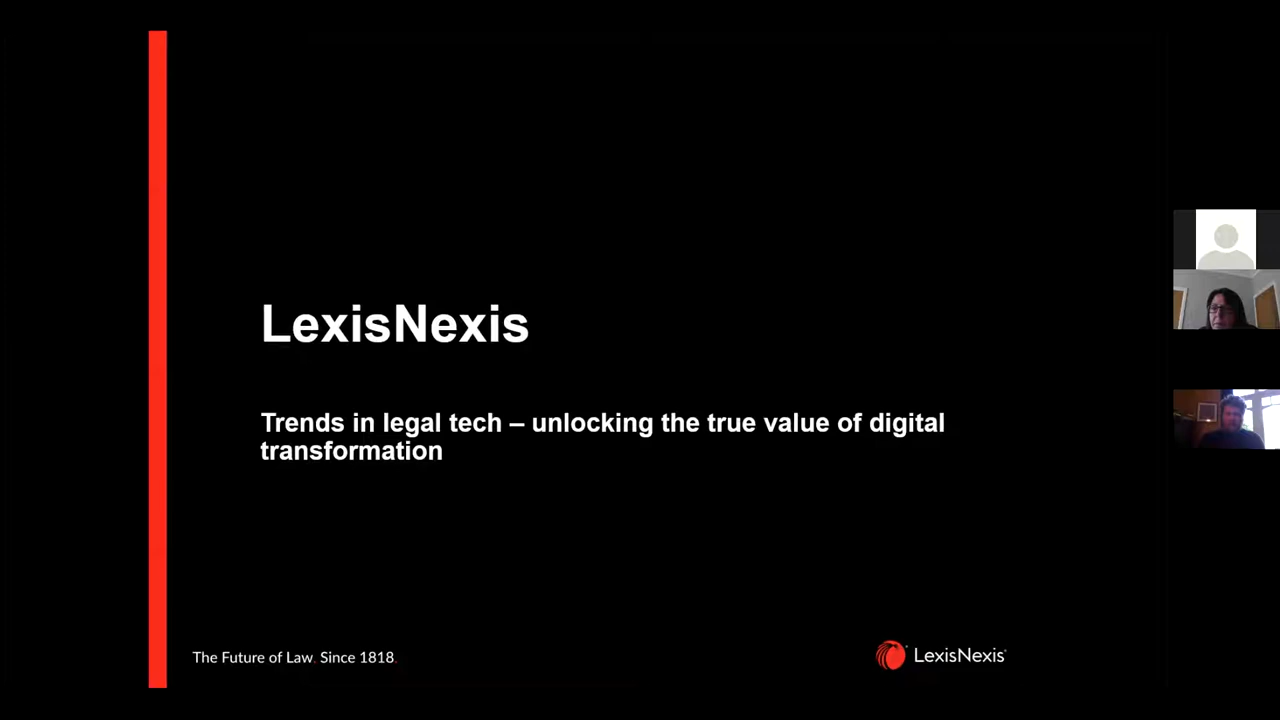 LexisNexis
Trends in legal tech – unlocking the true value of digital
transformation
The Future of Law. Since 1818.
LexisNexis®